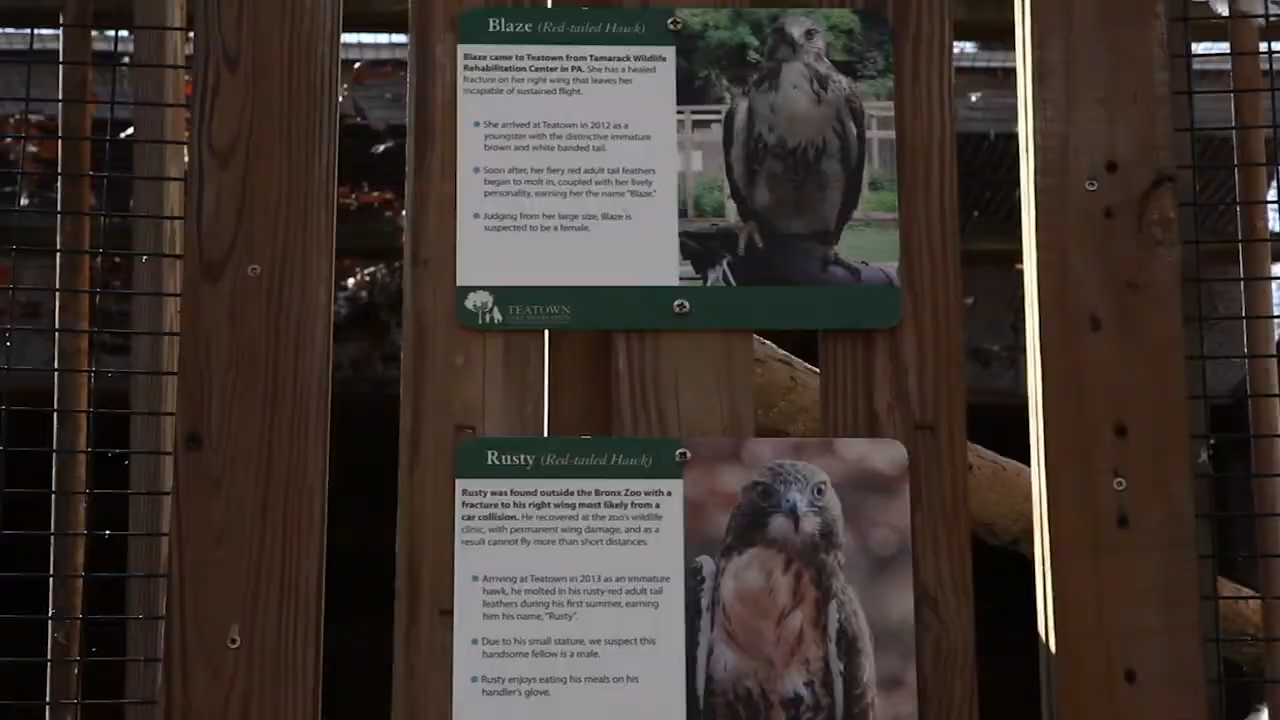 Blaze (Red-tailed Hawk)
Blaze came to Teatown from Tamarack Wildlife
Rehabilitation Center in PA. She has a healed
fracture on her right wing that leaves her
incapable of sustained flight.
She arrived at Teatown in 2012 as a
youngster with the distinctive immature
brown and white banded tail.
Soon after, her fiery red adult tail feathers
began to molt in, coupled with her lively
personality, earning her the name "Blaze."
Judging from her large size, Blaze is
suspected to be a female.
TEATOWN
Rusty (Red-tailed Hawk)
Rusty was found outside the Bronx Zoo with a
fracture to his right wing most likely from a
car collision. He recovered at the zoo's wildlife
clinic, with permanent wing damage, and as a
result cannot fly more than short distances.
Arriving at Teatown in 2013 as an immature
hawk, he molted in his rusty-red adult tail
feathers during his first summer, earning
him his name, "Rusty".
Due to his small stature, we suspect this
handsome fellow is a male.
Rusty enjoys eating his meals on his
handler's glove.